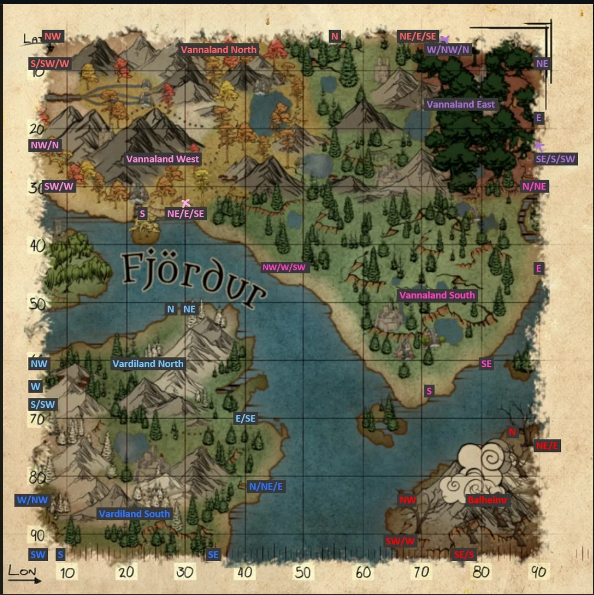 LAT
NW
N
NE/E/SE
Vannaland North
W/NW/N
S/SW/W
NE
10
Vannaland East
E
20
NW/N
Vannaland West
SE/S/SW
30
SW/W
N/NE
S
NE/E/SE
40
Fjördur
NW/W/SW
E
Vannaland South
50
N
NE
60
NW
Vardiland North
SE
W
S
S/SW
70
E/SE
N
NE/E
80
N/NE/E
W/NW
NW
Balheimr
Vardiland South
90
SW/W
SW
S
SE
SE/S
LON
10
20
30
40
50
60
70
80
90